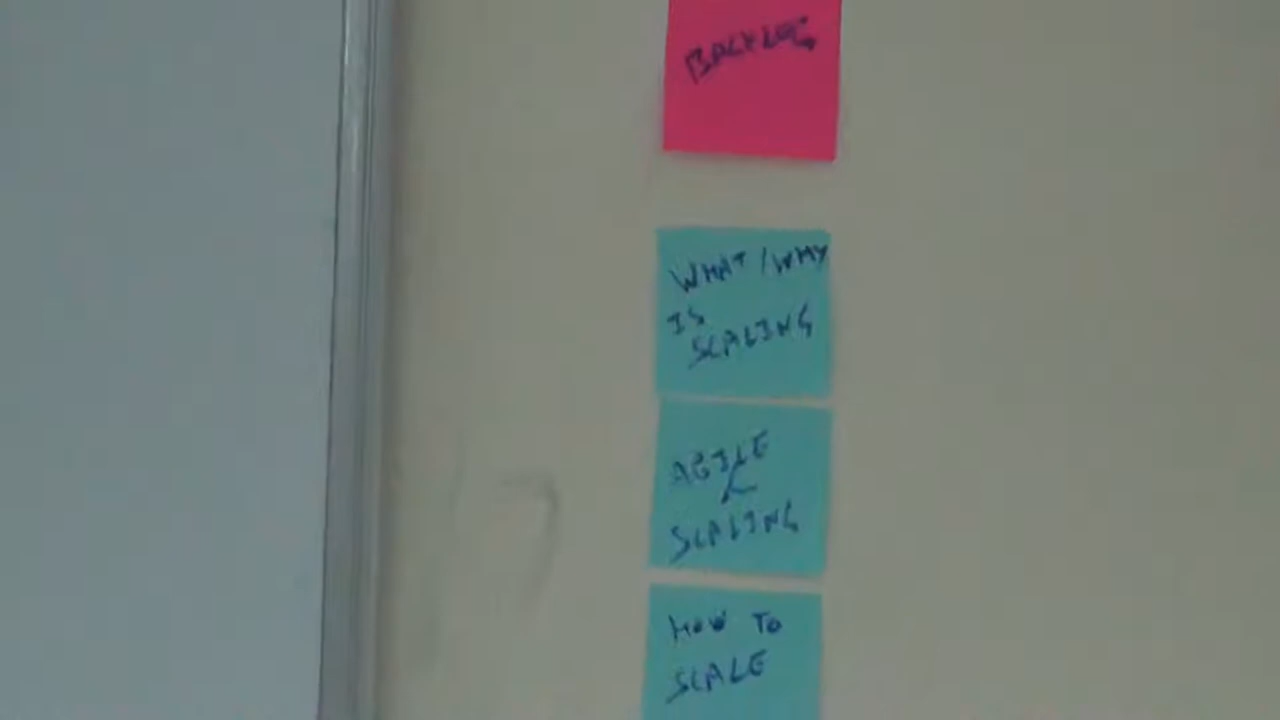 BACKLOG
WHAT / WHY
IS
SCALING
AGILE
&
SCALING
HOW TO
SCALE